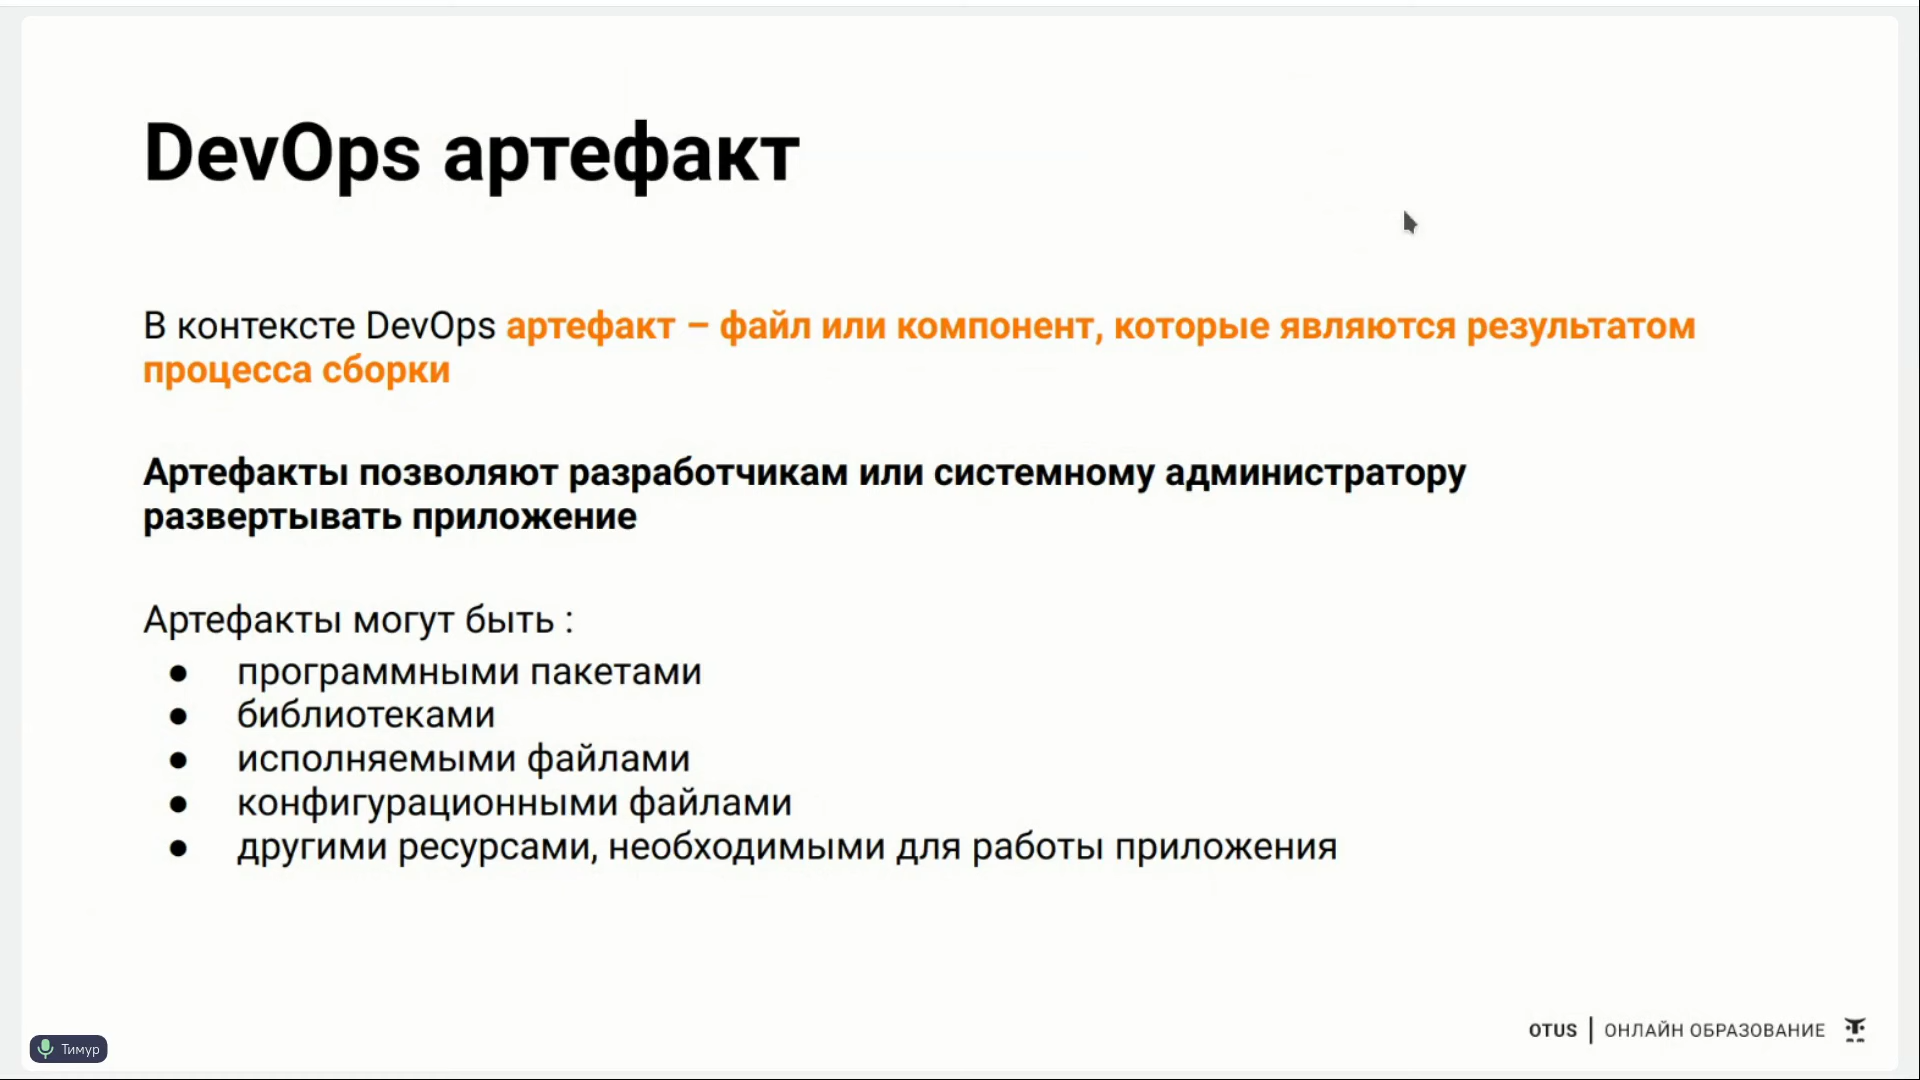 DevOps артефакт
В контексте DevOps артефакт – файл или компонент, которые являются результатом
процесса сборки
Артефакты позволяют разработчикам или системному администратору
развертывать приложение
Артефакты могут быть :
● программными пакетами
● библиотеками
● исполняемыми файлами
● конфигурационными файлами
● другими ресурсами, необходимыми для работы приложения
OTUS | ОНЛАЙН ОБРАЗОВАНИЕ
Тимур